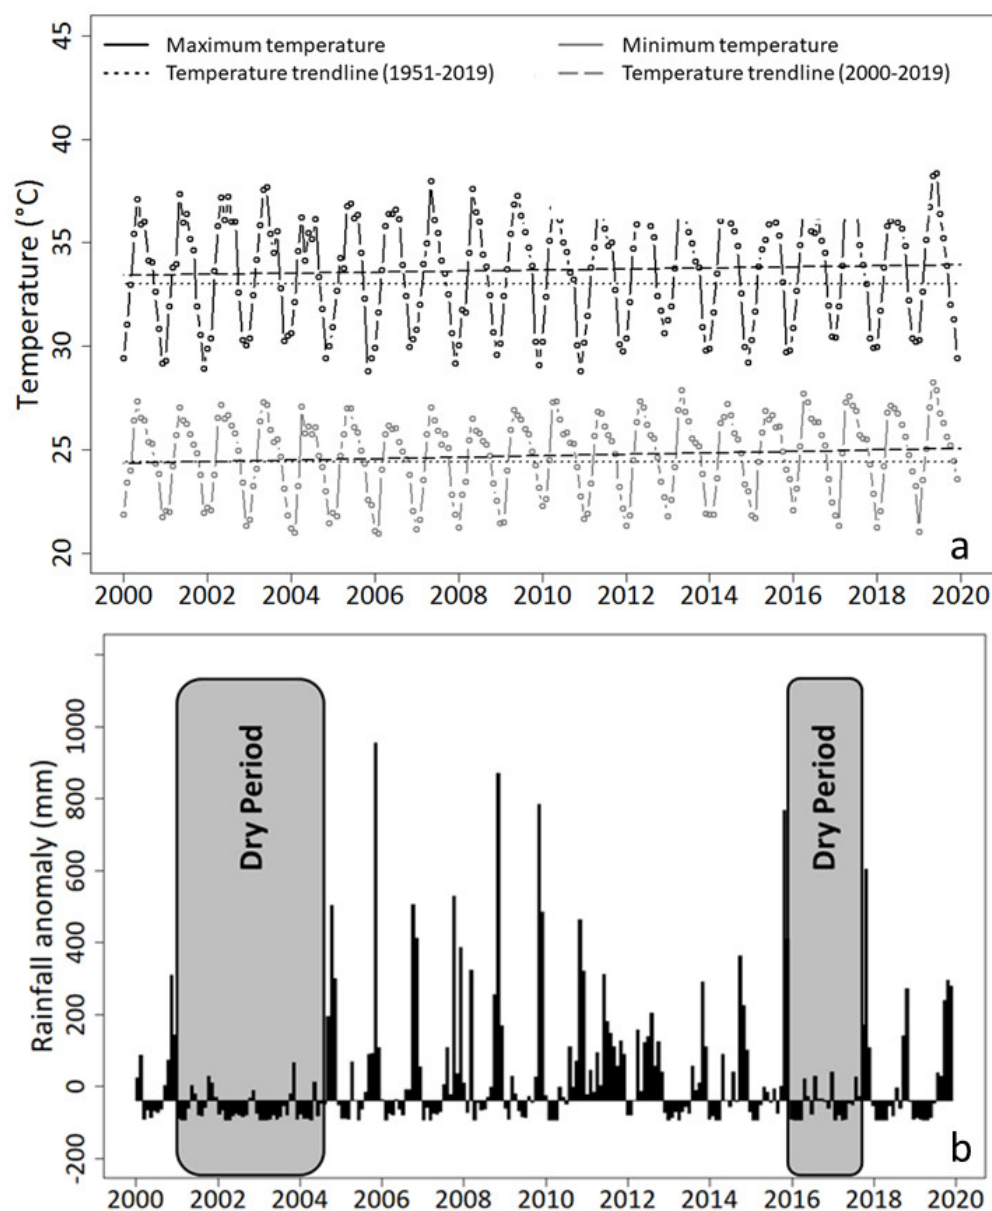 Maximum temperature
Minimum temperature
Temperature trendline (1951-2019)
Temperature trendline (2000-2019)
Temperature (°C)
45
40
35
30
25
20
a
2000 2002 2004 2006 2008 2010 2012 2014 2016 2018 2020
Rainfall anomaly (mm)
1000
800
600
400
200
0
-200
Dry Period
Dry Period
b
2000 2002 2004 2006 2008 2010 2012 2014 2016 2018 2020